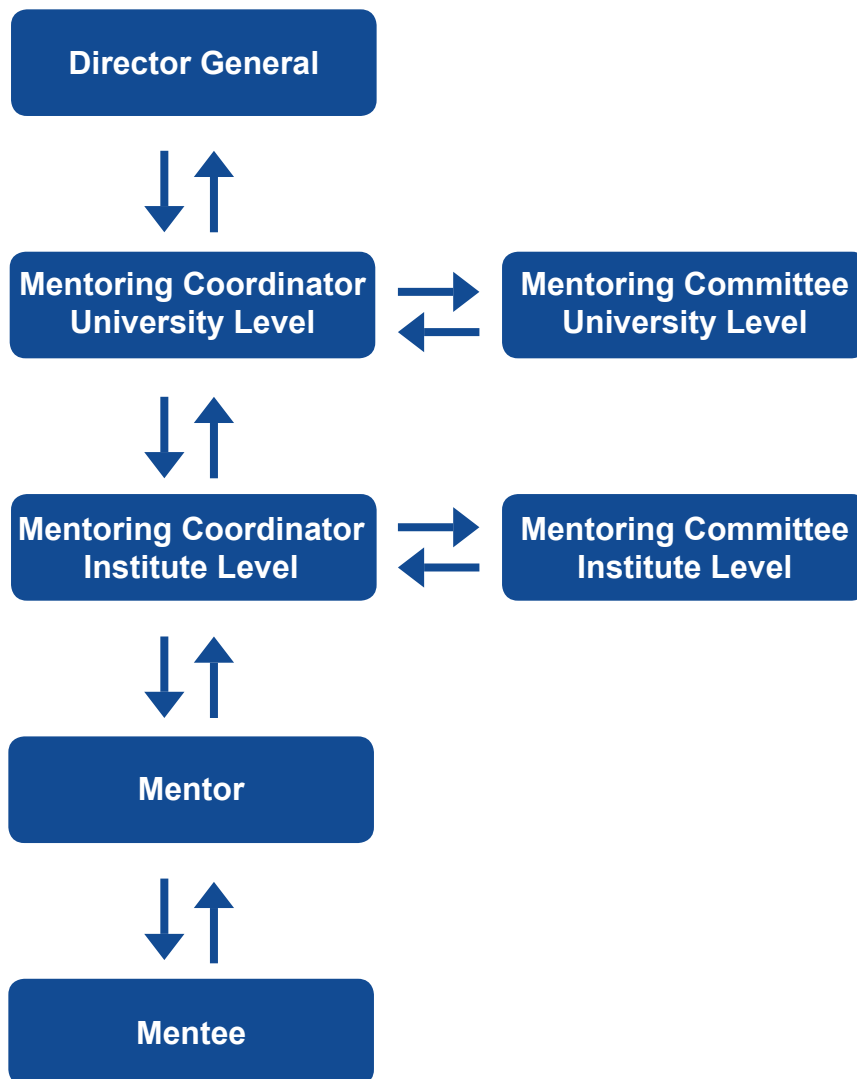 Director General
Mentoring Coordinator
University Level
Mentoring Committee
University Level
Mentoring Coordinator
Institute Level
Mentoring Committee
Institute Level
Mentor
Mentee